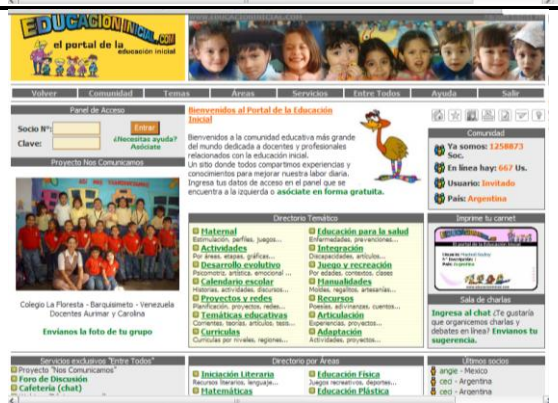 EDUCACIONINICIAL.COM
el portal de la
educación inicial
WWW.EDUCACIONINICIAL.COM
Volver Comunidad Temas Áreas Servicios Entre Todos Ayuda Salir
Panel de Acceso
Socio Nº:
Clave:
Entrar
¿Necesitas ayuda?
Asóciate
Proyecto Nos Comunicamos
Colegio La Floresta - Barquisimeto - Venezuela
Docentes Aurimar y Carolina
Envíanos la foto de tu grupo
Servicios exclusivos "Entre Todos"
Proyecto "Nos Comunicamos"
Foro de Discusión
Cafetería (chat)
Bienvenidos al Portal de la Educación
Inicial
Bienvenidos a la comunidad educativa más grande
del mundo dedicada a docentes y profesionales
relacionados con la educación inicial.
Un sitio donde todos compartimos experiencias y
conocimientos para mejorar nuestra labor diaria.
Ingresa tus datos de acceso en el panel que se
encuentra a la izquierda o asóciate en forma gratuita.
Directorio Temático
Maternal
Estimulación, perfiles, juegos...
Actividades
Por áreas, etapas, gráficas...
Desarrollo evolutivo
Psicomotriz, artística, emocional ...
Calendario escolar
Historias, actividades, discursos...
Proyectos y redes
Planificación, proyectos, redes...
Temáticas educativas
Corrientes, teorías, artículos, tesis...
Currículas
Currículas por niveles, regiones...
Educación para la salud
Enfermedades, prevenciones...
Integración
Discapacidades, artículos...
Juego y recreación
Por edades, contextos, clases
Manualidades
Moldes, regalitos, artesanías...
Recursos
Poesías, adivinanzas, cuentos...
Articulación
Experiencias, proyectos...
Adaptación
Actividades, proyectos...
Directorio por Áreas
Iniciación Literaria
Recursos literarios, lenguaje...
Matemáticas
Educación Física
Juegos recreativos, deportes...
Educación Plástica
Comunidad
Ya somos: 1258873
Soc.
En línea hay: 667 Us.
Usuario: Invitado
País: Argentina
Imprime tu carnet
Sala de charlas
Ingresa al chat ¿Te gustaría
que organicemos charlas y
debates en línea? Envíanos tu
sugerencia.
Últimos socios
angie - Mexico
ceci - Argentina
ceci - Argentina